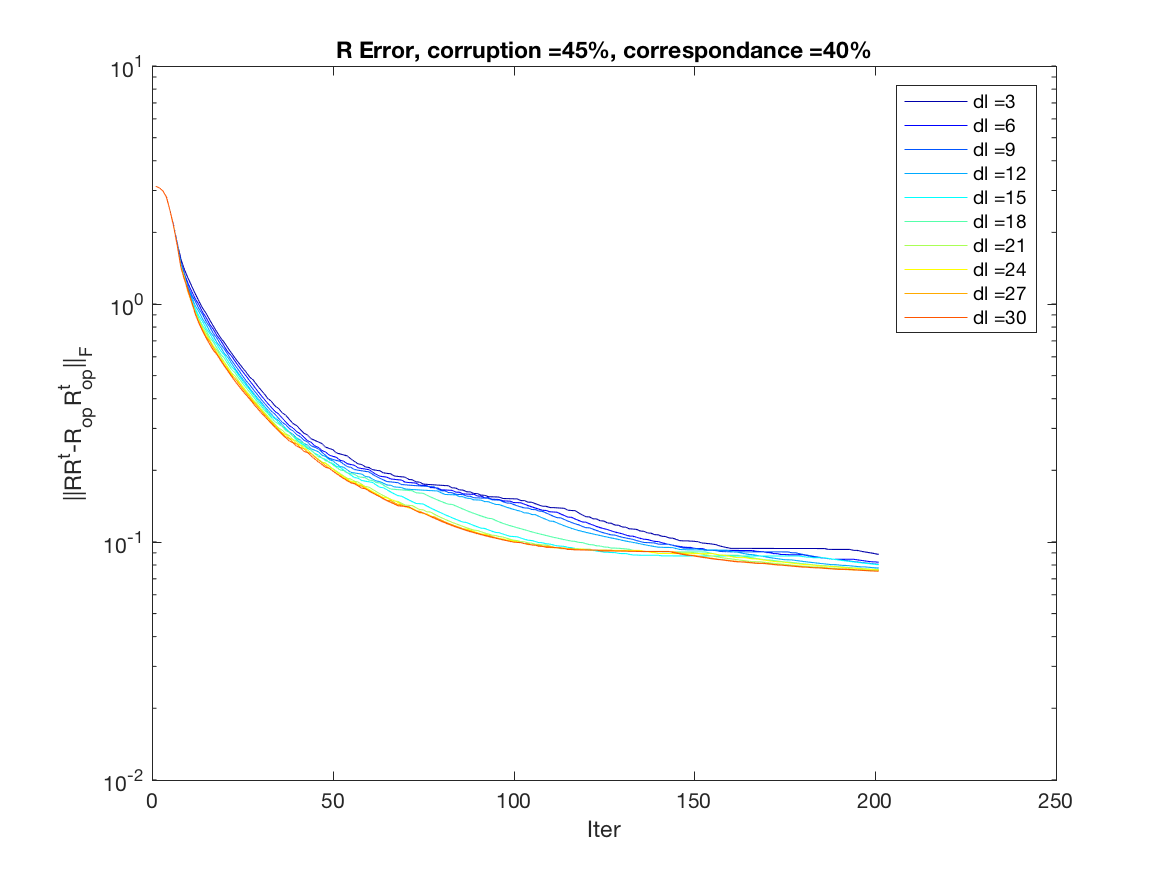 R Error, corruption =45%, correspondance =40%
||RR^t-R_op R_op^t||_F
10^1
10^0
10^-1
10^-2
0 50 100 150 200 250
Iter
dl =3
dl =6
dl =9
dl =12
dl =15
dl =18
dl =21
dl =24
dl =27
dl =30